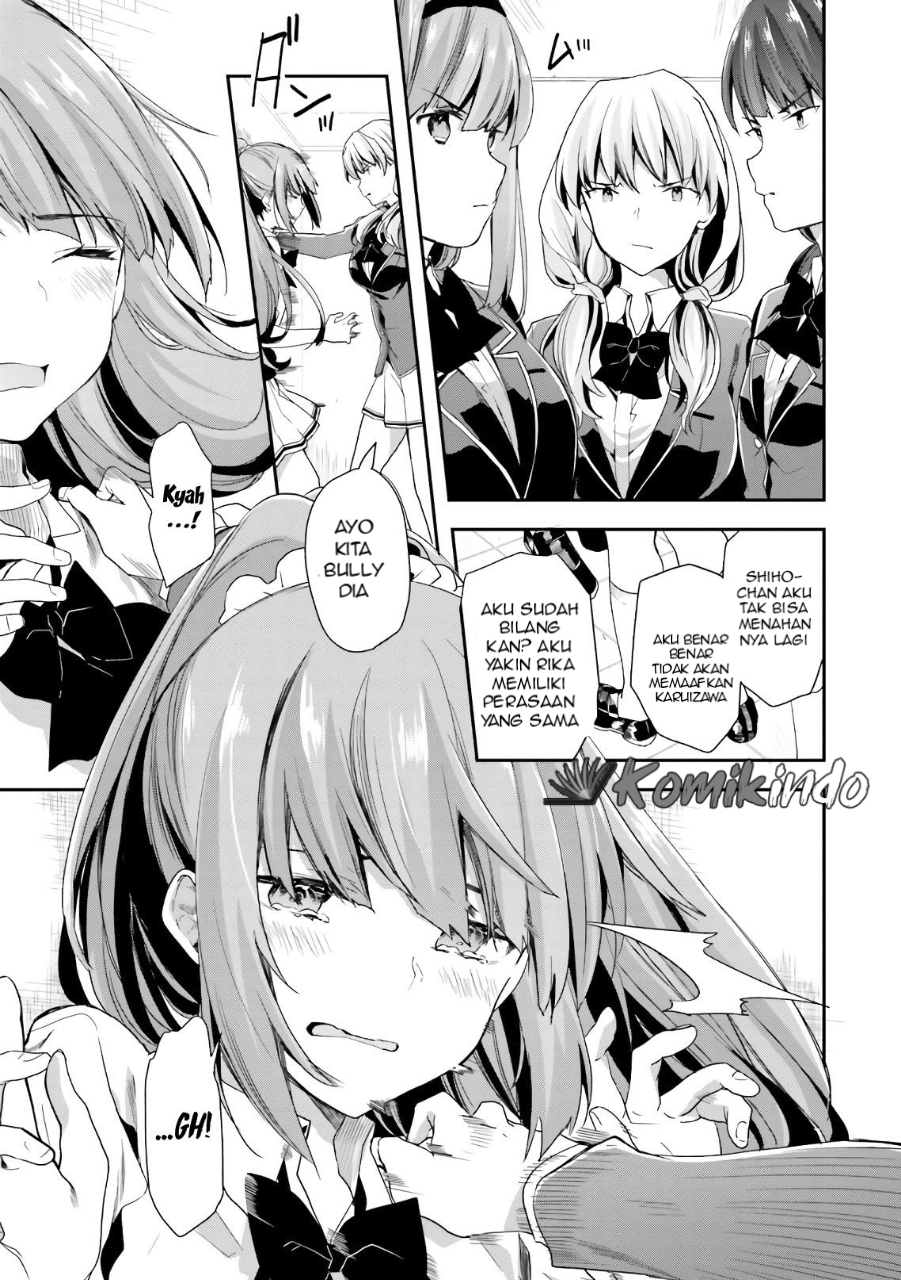 ム
SHIHO-
CHAN AKU
TAK BISA
MENAHAN
NYA LAGI
AKU BENAR
BENAR
TIDAK AKAN
MEMAAFKAN
KARUIZAWA
AKU SUDAH
BILANG
KAN? AKU
YAKIN RIKA
MEMILIKI
PERASAAN
YANG SAMA
AYO
KITA
BULLY
DIA
ダンッ
Kyah
...!
...GH!
Komikindo